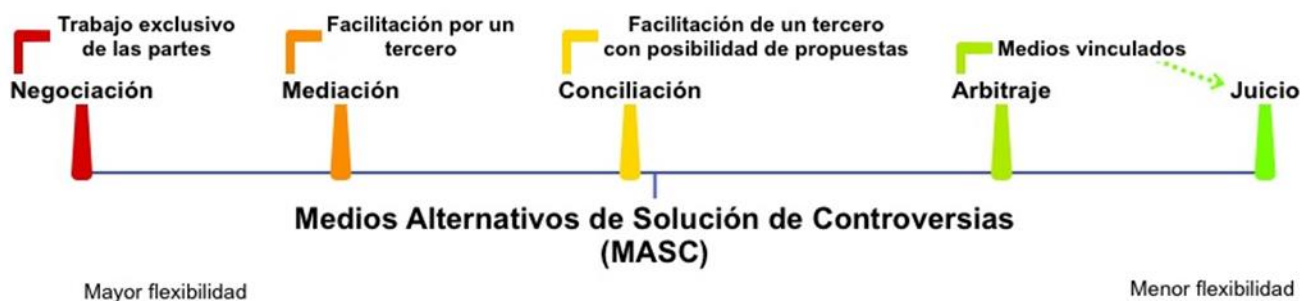 Trabajo exclusivo
de las partes
Negociación
Facilitación por un
tercero
Mediación
Facilitación de un tercero
con posibilidad de propuestas
Conciliación
Medios vinculados
Arbitraje
Juicio
Medios Alternativos de Solución de Controversias
(MASC)
Mayor flexibilidad
Menor flexibilidad